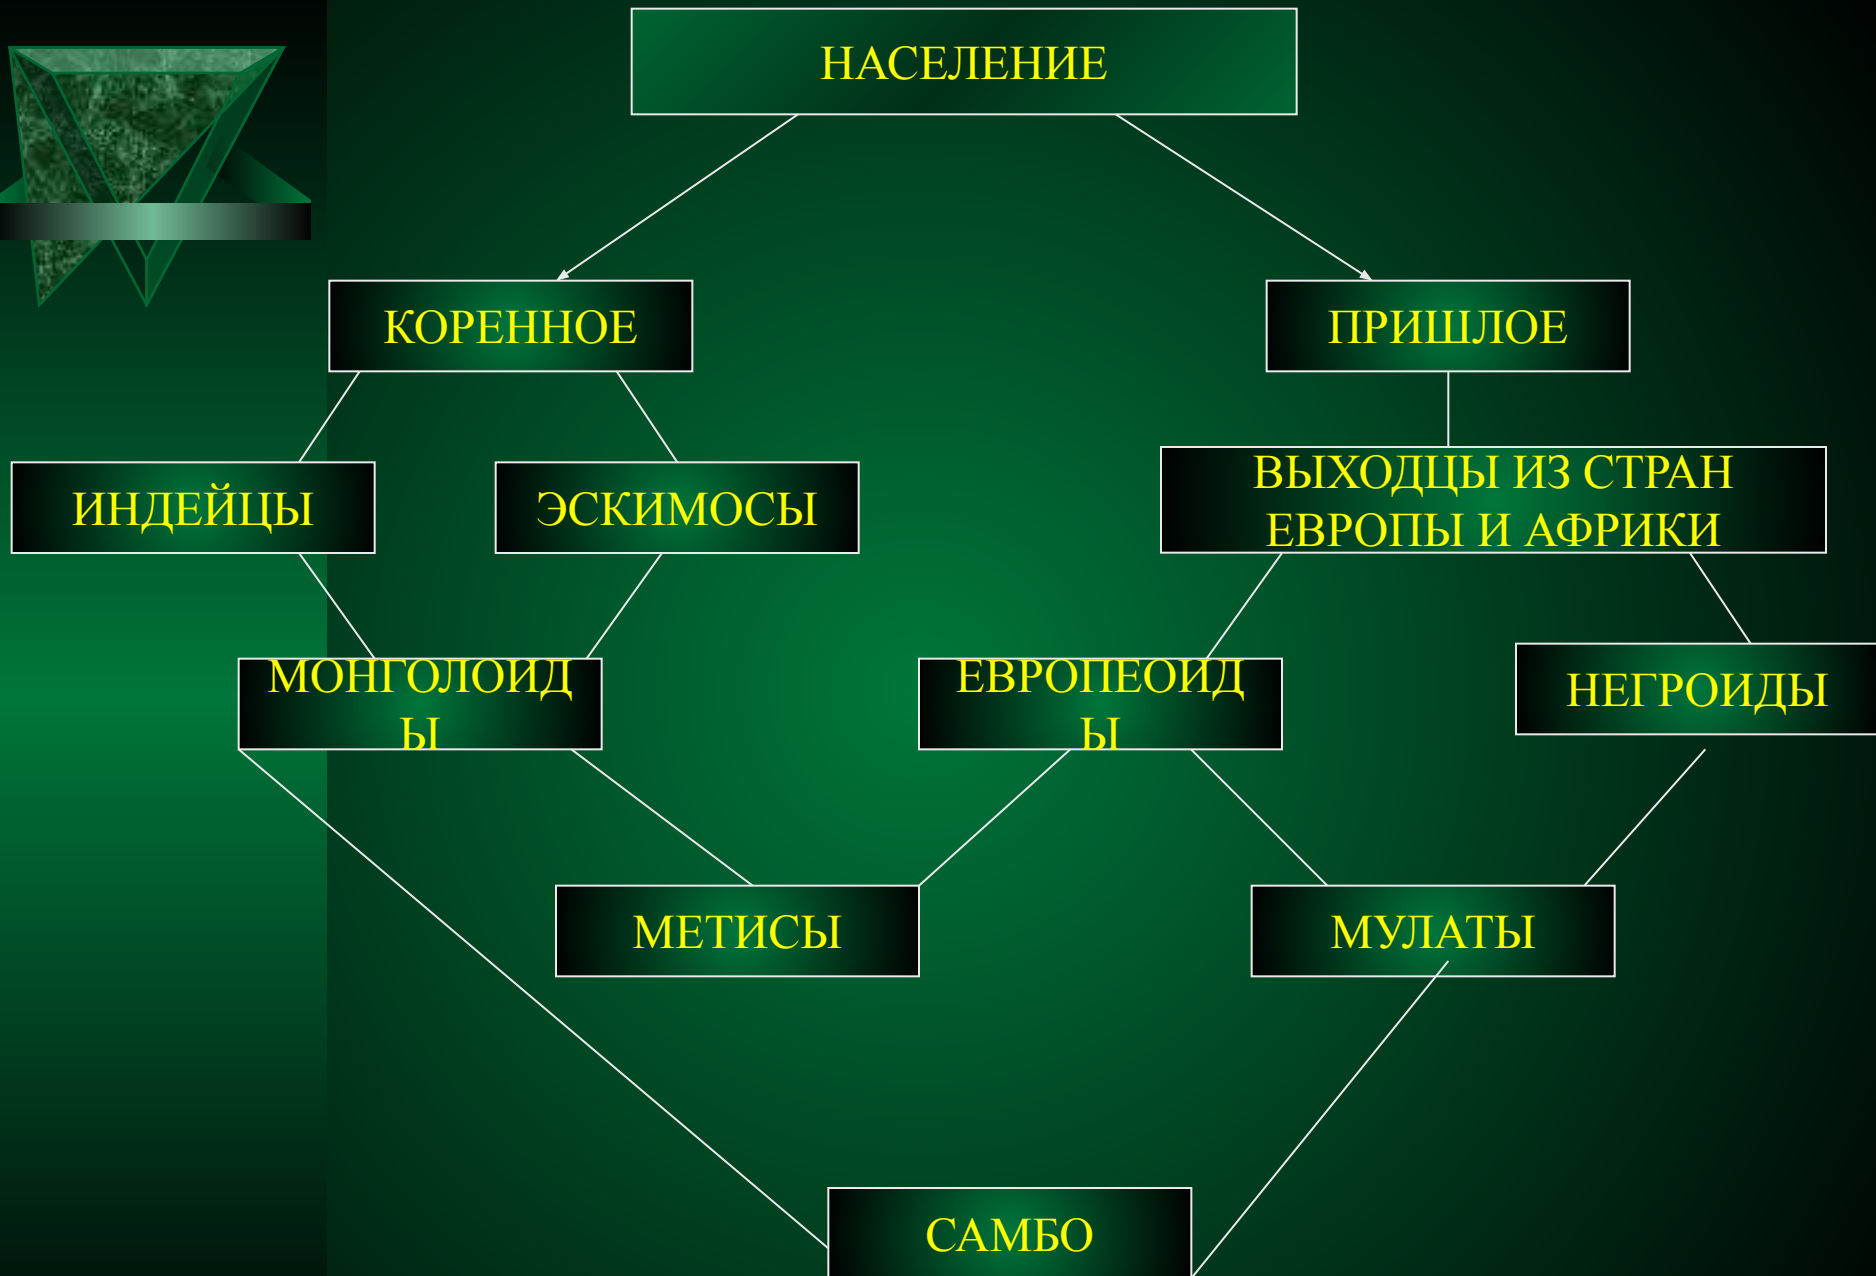 НАСЕЛЕНИЕ
КОРЕННОЕ
ПРИШЛОЕ
ИНДЕЙЦЫ
ЭСКИМОСЫ
ВЫХОДЦЫ ИЗ СТРАН
ЕВРОПЫ И АФРИКИ
МОНГОЛОИД
Ы
ЕВРОПЕОИД
Ы
НЕГРОИДЫ
МЕТИСЫ
МУЛАТЫ
САМБО